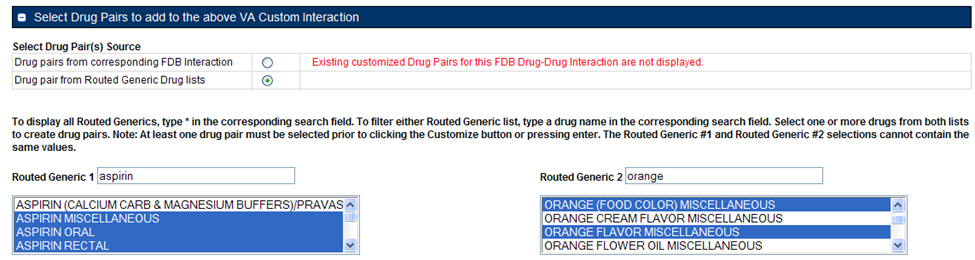 Select Drug Pairs to add to the above VA Custom Interaction
Select Drug Pair(s) Source
Drug pairs from corresponding FDB Interaction
Existing customized Drug Pairs for this FDB Drug-Drug Interaction are not displayed.
Drug pair from Routed Generic Drug lists
To display all Routed Generics, type * in the corresponding search field. To filter either Routed Generic list, type a drug name in the corresponding search field. Select one or more drugs from both lists
to create drug pairs. Note: At least one drug pair must be selected prior to clicking the Customize button or pressing enter. The Routed Generic #1 and Routed Generic #2 selections cannot contain the
same values.
Routed Generic 1 aspirin
ASPIRIN (CALCIUM CARB & MAGNESIUM BUFFERS)/PRAVAS
ASPIRIN MISCELLANEOUS
ASPIRIN ORAL
ASPIRIN RECTAL
Routed Generic 2 orange
ORANGE (FOOD COLOR) MISCELLANEOUS
ORANGE CREAM FLAVOR MISCELLANEOUS
ORANGE FLAVOR MISCELLANEOUS
ORANGE FLOWER OIL MISCELLANEOUS